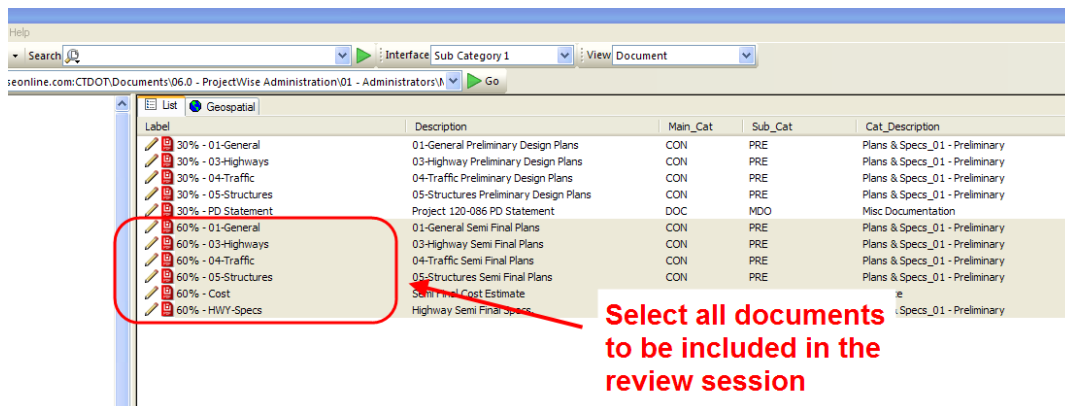 Help
Search Interface Sub Category 1 View Document
seonline.com:CTDOT\Documents\06.0 - ProjectWise Administration\01 - Administrators\ Go
List Geospatial
Label Description Main_Cat Sub_Cat Cat_Description
30% - 01-General 01-General Preliminary Design Plans CON PRE Plans & Specs_01 - Preliminary
30% - 03-Highways 03-Highway Preliminary Design Plans CON PRE Plans & Specs_01 - Preliminary
30% - 04-Traffic 04-Traffic Preliminary Design Plans CON PRE Plans & Specs_01 - Preliminary
30% - 05-Structures 05-Structures Preliminary Design Plans CON PRE Plans & Specs_01 - Preliminary
30% - PD Statement Project 120-086 PD Statement DOC MDO Misc Documentation
60% - 01-General 01-General Semi Final Plans CON PRE Plans & Specs_01 - Preliminary
60% - 03-Highways 03-Highway Semi Final Plans CON PRE Plans & Specs_01 - Preliminary
60% - 04-Traffic 04-Traffic Semi Final Plans CON PRE Plans & Specs_01 - Preliminary
60% - 05-Structures 05-Structures Semi Final Plans CON PRE Plans & Specs_01 - Preliminary
60% - Cost Semi Final Cost Estimate
60% - HWY-Specs Highway Semi Final Specs Specs_01 - Preliminary
Select all documents
to be included in the
review session